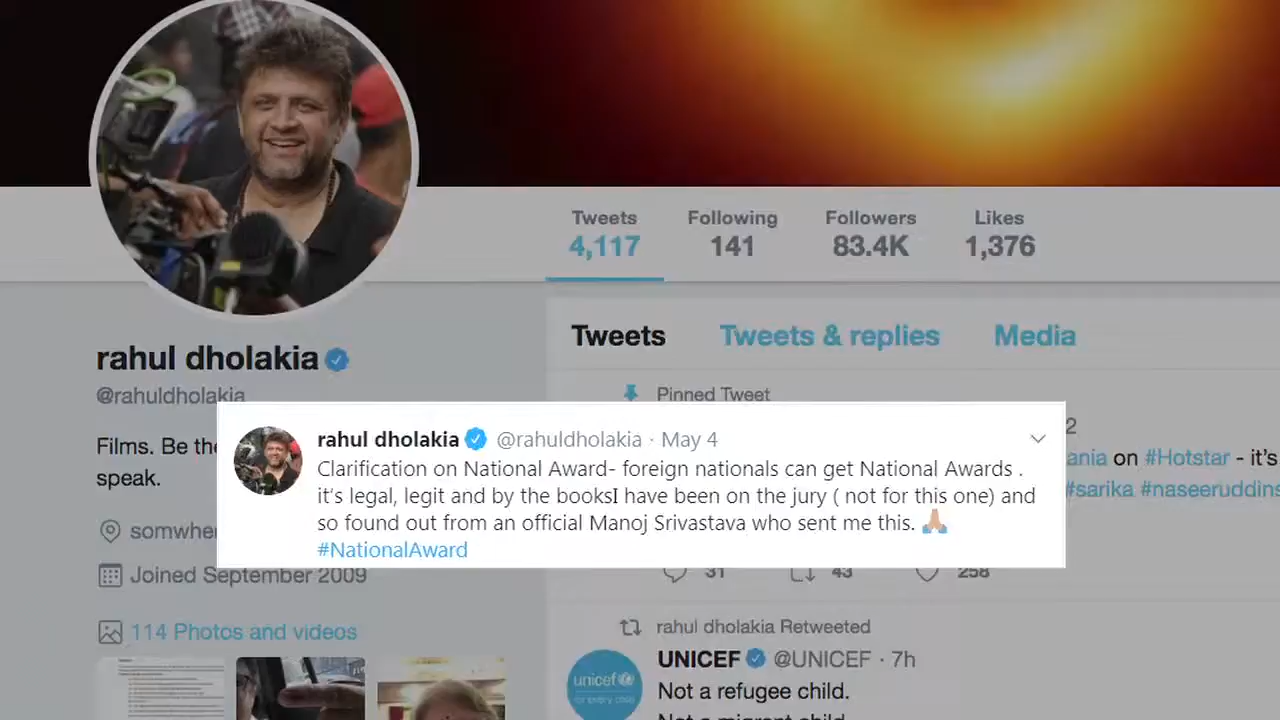 Tweets Following Followers Likes
4,117 141 83.4K 1,376
Tweets Tweets & replies Media
rahul dholakia
@rahuldholakia
Films. Be the
speak.
somwhe
Joined September 2009
114 Photos and videos
Pinned Tweet
2
ania on #Hotstar - it's
#sarika #naseeruddins
rahul dholakia @rahuldholakia · May 4
Clarification on National Award- foreign nationals can get National Awards .
it's legal, legit and by the booksI have been on the jury ( not for this one) and
so found out from an official Manoj Srivastava who sent me this. 🙏🏽
#NationalAward
31 43 258
rahul dholakia Retweeted
unicef
for every child
UNICEF @UNICEF · 7h
Not a refugee child.
Not a migrant child